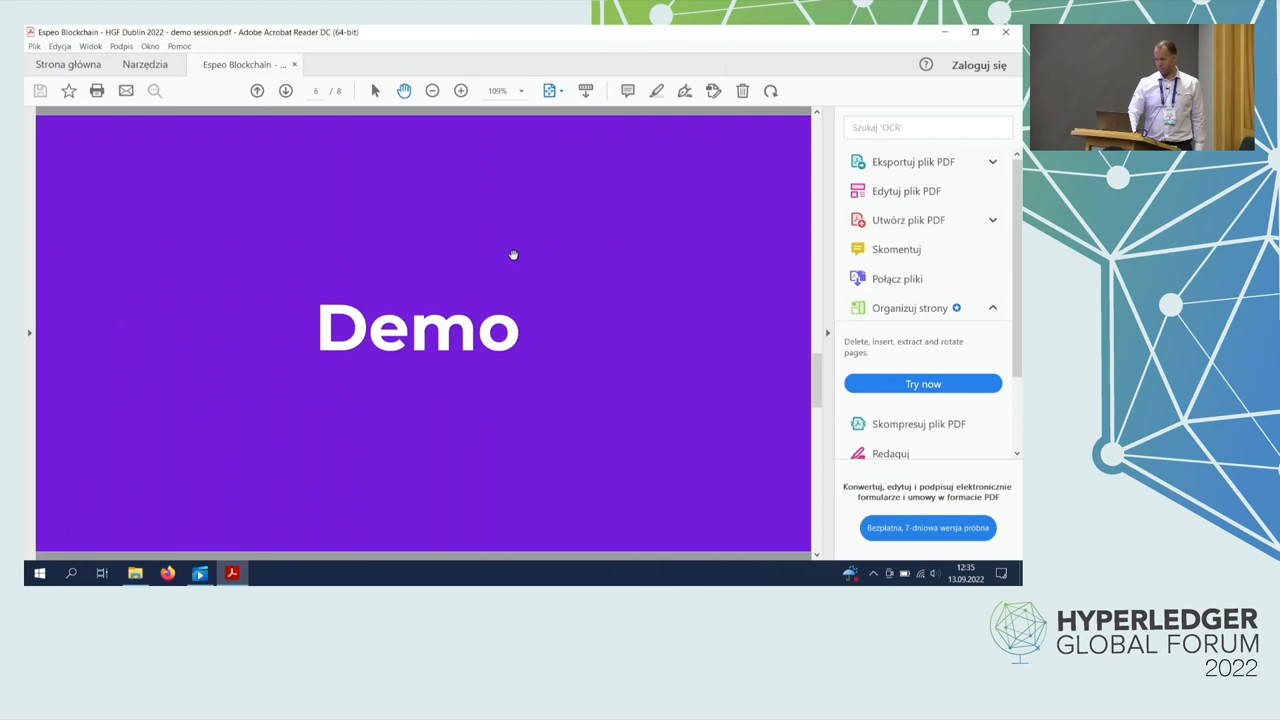 Espeo Blockchain - HGF Dublin 2022 - demo session.pdf - Adobe Acrobat Reader DC (64-bit)
Plik Edycja Widok Podpis Okno Pomoc
Strona główna Narzędzia Espeo Blockchain - ... × Zaloguj się
6 / 8 109%
Demo
Szukaj 'OCR'
Eksportuj plik PDF
Edytuj plik PDF
Utwórz plik PDF
Skomentuj
Połącz pliki
Organizuj strony
Delete, insert, extract and rotate
pages.
Try now
Skompresuj plik PDF
Redaguj
Konwertuj, edytuj i podpisuj elektronicznie
formularze i umowy w formacie PDF
Bezpłatna, 7-dniowa wersja próbna
12:35
13.09.2022
HYPERLEDGER
GLOBAL FORUM
2022